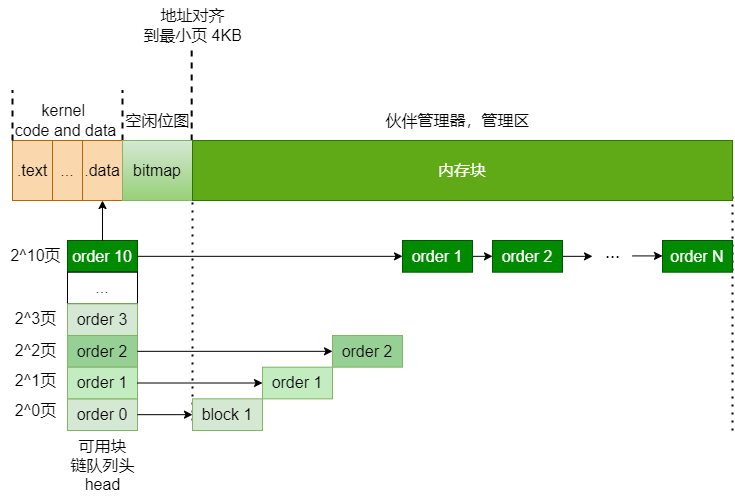 地址对齐
到最小页 4KB
kernel
code and data
空闲位图
伙伴管理器，管理区
.text
...
.data
bitmap
内存块
2^10页
order 10
order 1
order 2
...
order N
...
2^3页
order 3
2^2页
order 2
order 2
2^1页
order 1
order 1
2^0页
order 0
block 1
可用块
链队列头
head